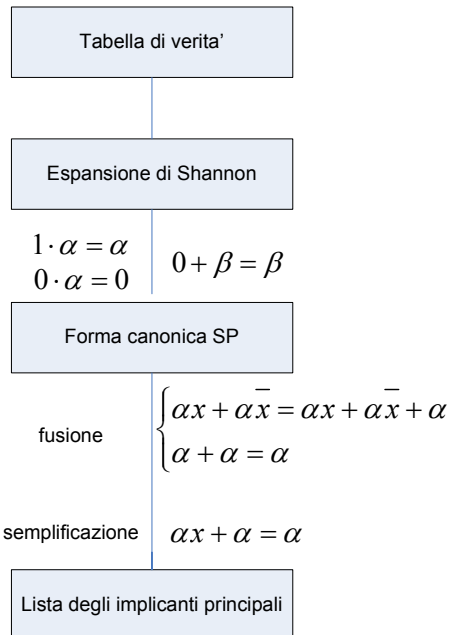 Tabella di verita’
Espansione di Shannon
1 · α = α
0 · α = 0
0 + β = β
Forma canonica SP
fusione
αx + αx̅ = αx + αx̅ + α
α + α = α
semplificazione
αx + α = α
Lista degli implicanti principali